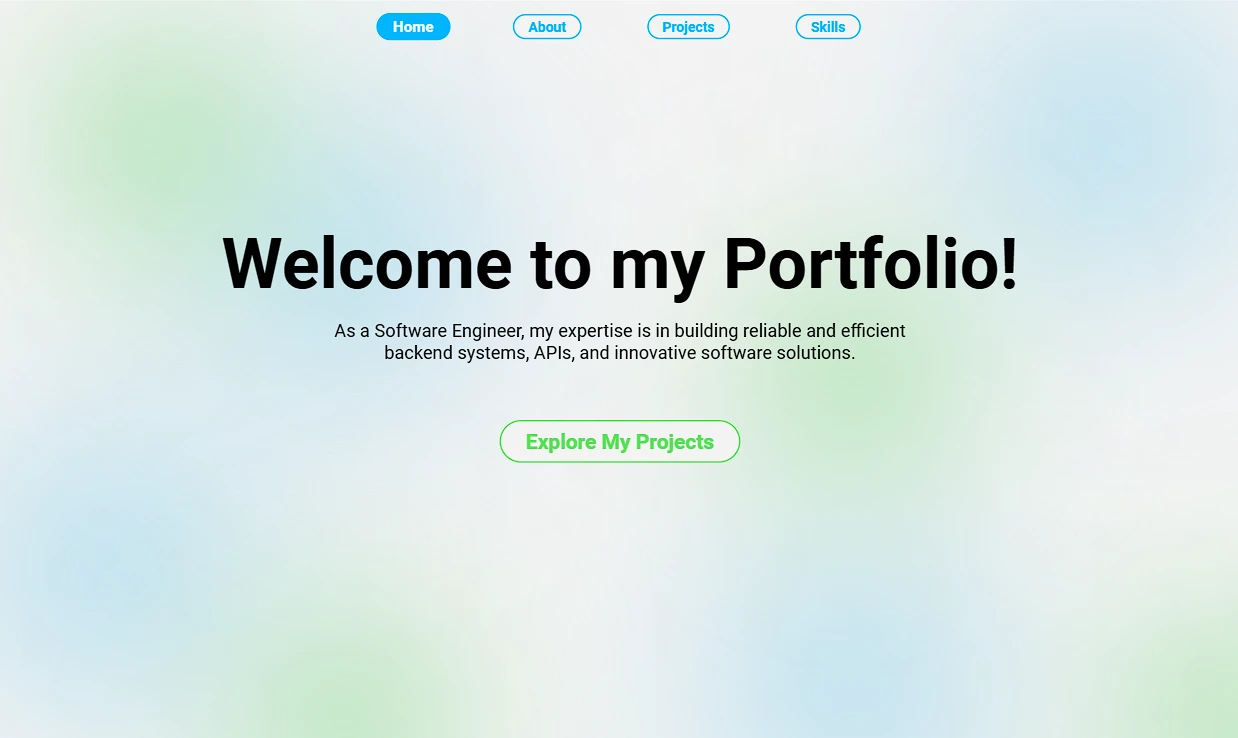 Home About Projects Skills
Welcome to my Portfolio!
As a Software Engineer, my expertise is in building reliable and efficient
backend systems, APIs, and innovative software solutions.
Explore My Projects